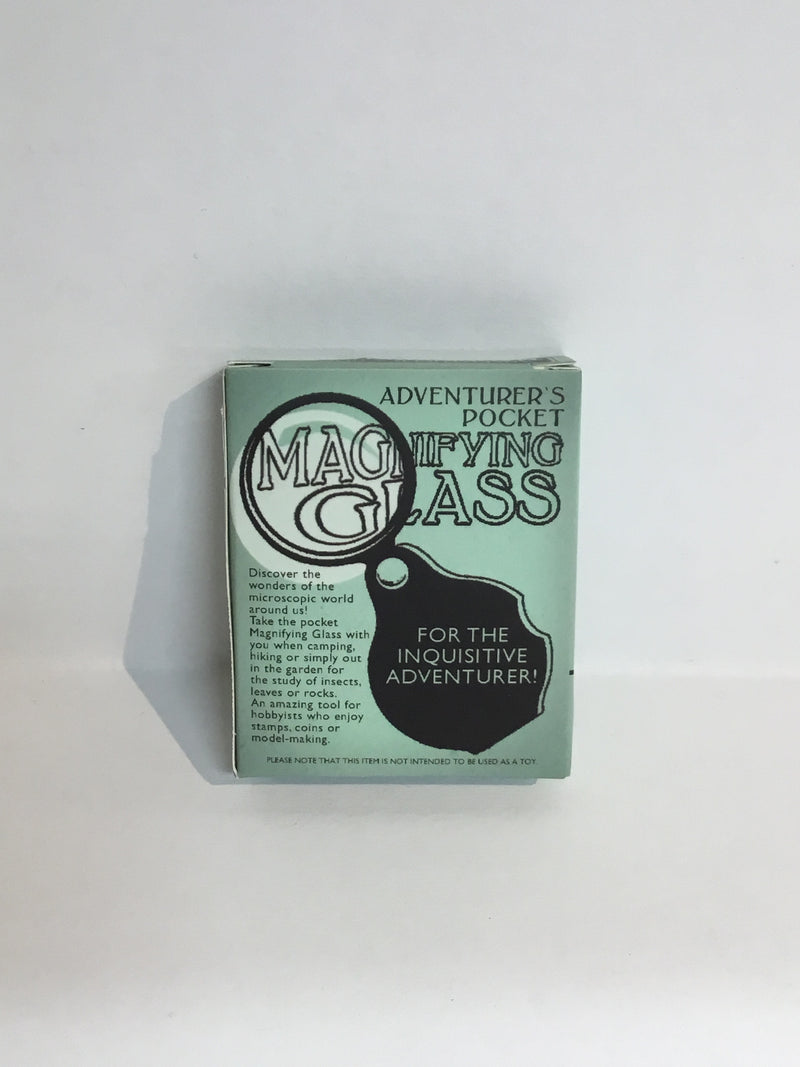 ADVENTURER'S
POCKET
MAGNIFYING
GLASS
Discover the
wonders of the
microscopic world
around us!
Take the pocket
Magnifying Glass with
you when camping,
hiking or simply out
in the garden for
the study of insects,
leaves or rocks.
An amazing tool for
hobbyists who enjoy
stamps, coins or
model-making.
FOR THE
INQUISITIVE
ADVENTURER!
PLEASE NOTE THAT THIS ITEM IS NOT INTENDED TO BE USED AS A TOY.